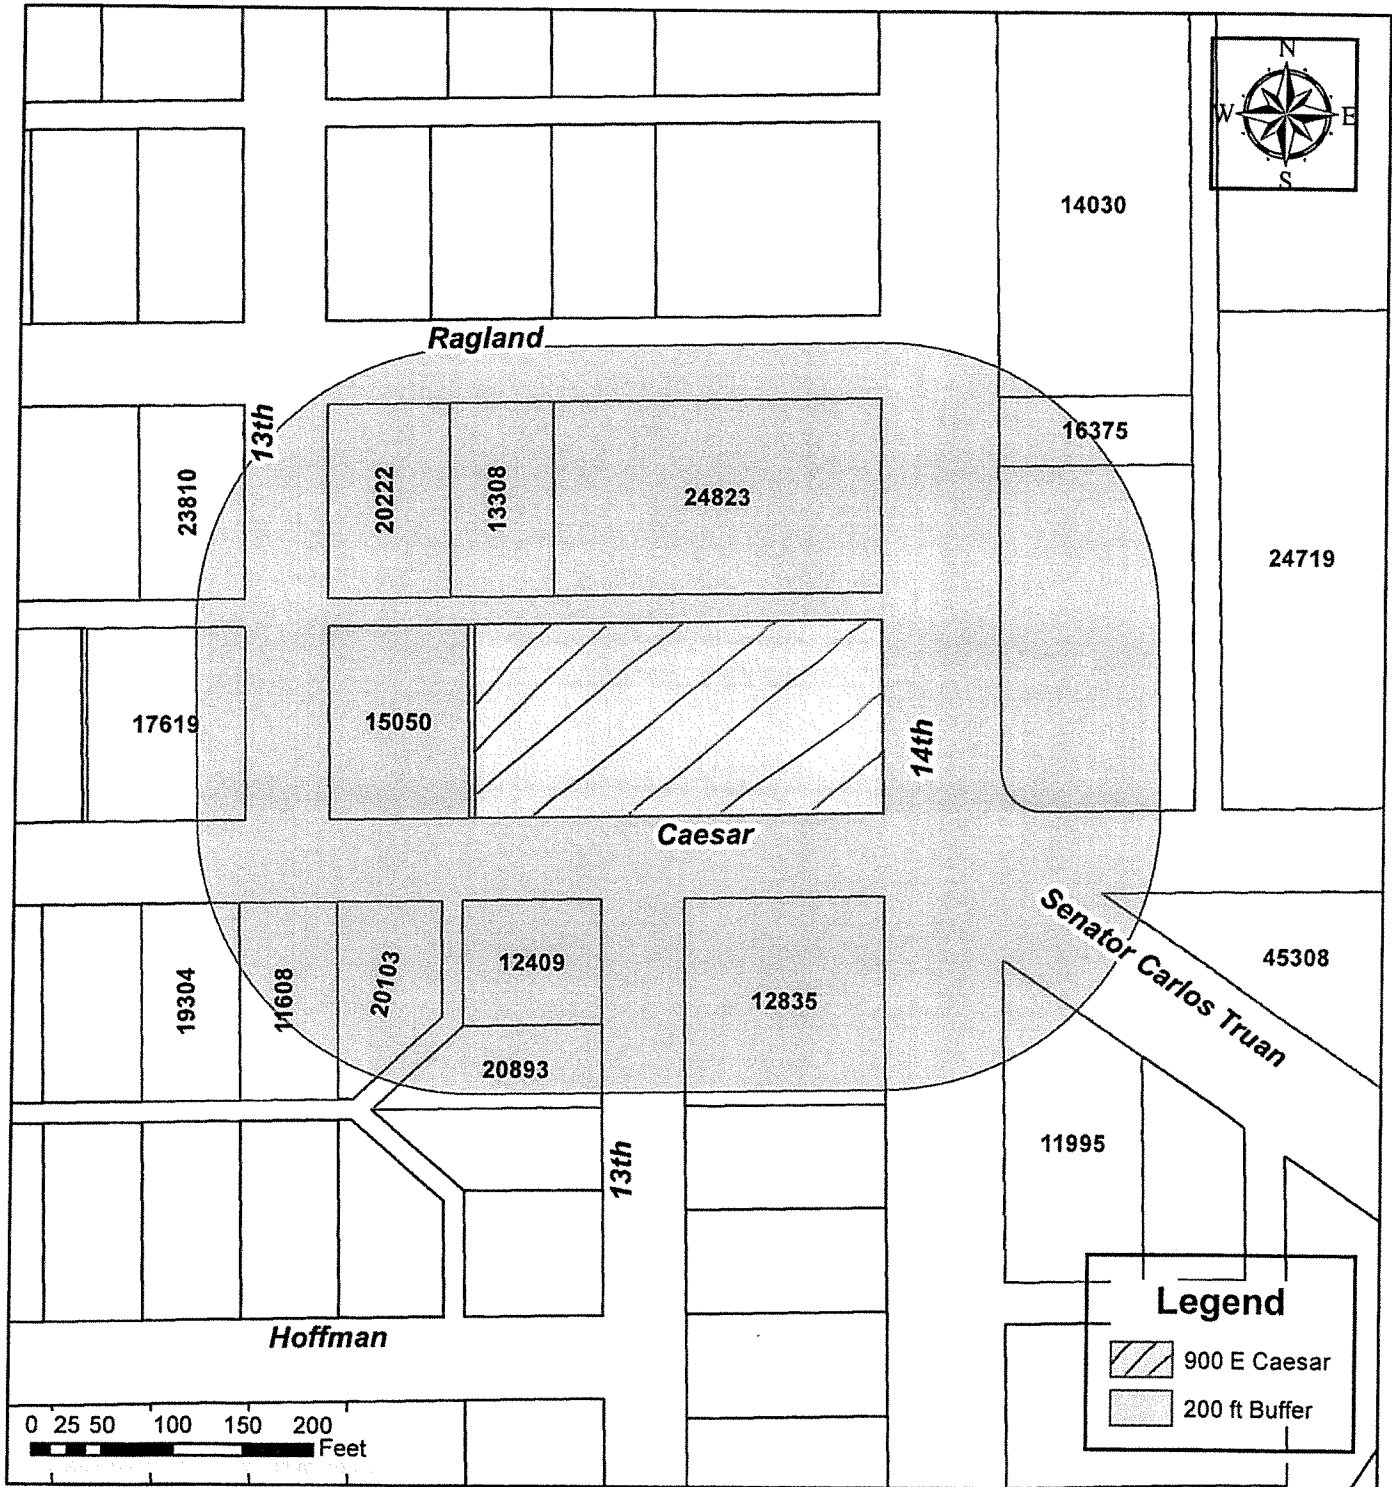 N
W E
S
14030
Ragland
13th
16375
23810
20222
13308
24823
24719
17619
15050
14th
Caesar
Senator Carlos Truan
45308
19304
11608
20103
12409
12835
20893
11995
13th
Hoffman
Legend
900 E Caesar
200 ft Buffer
0 25 50 100 150 200
Feet